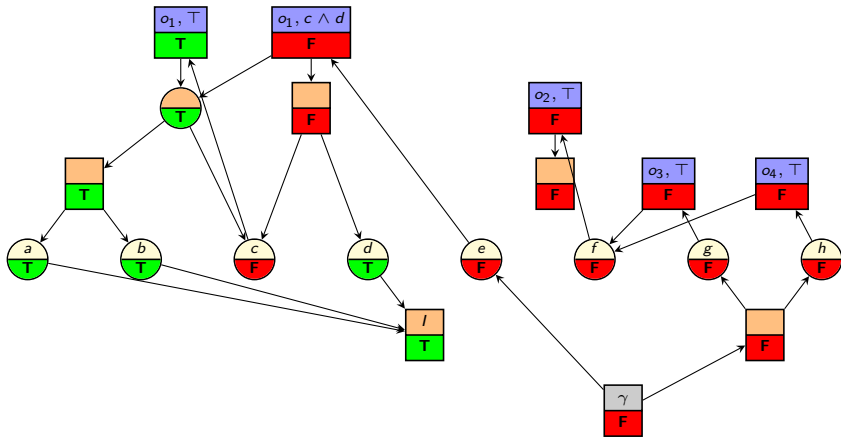 o₁, ⊤
T
o₁, c ∧ d
F
T
F
o₂, ⊤
F
T
F
o₃, ⊤
F
o₄, ⊤
F
a
T
b
T
c
F
d
T
e
F
f
F
g
F
h
F
I
T
F
γ
F